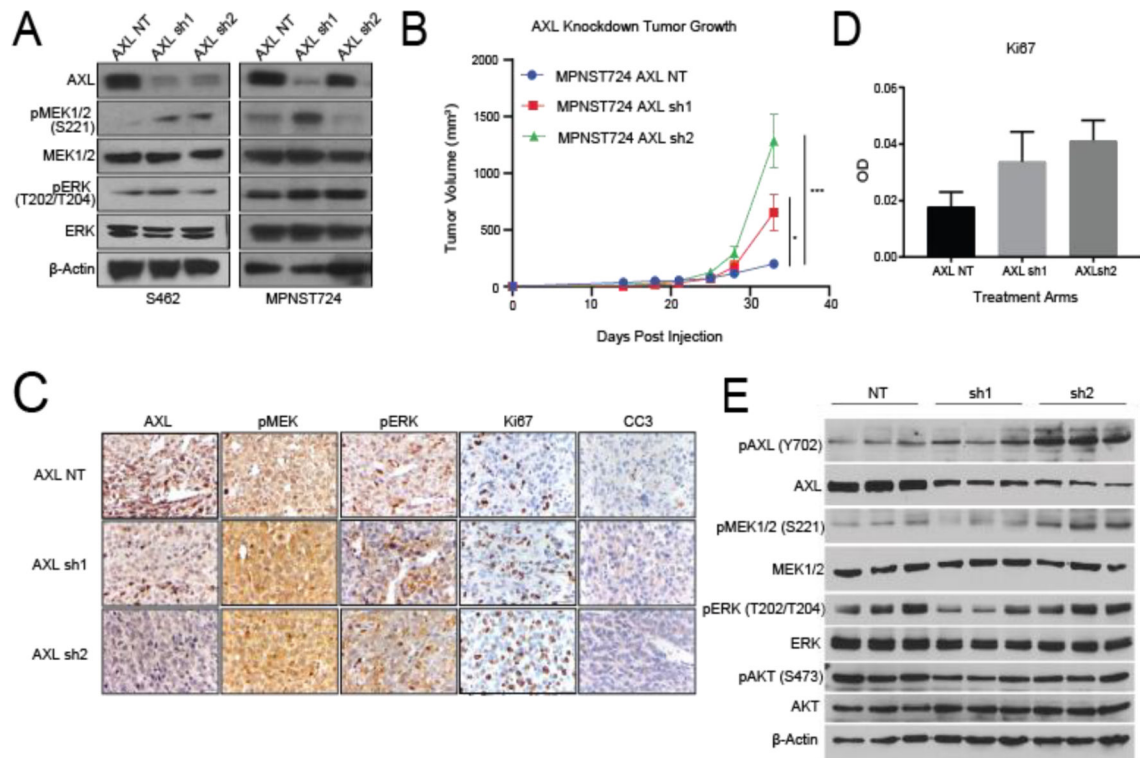 A
AXL NT
AXL sh1
AXL sh2
AXL NT
AXL sh1
AXL sh2
AXL
pMEK1/2
(S221)
MEK1/2
pERK
(T202/T204)
ERK
β-Actin
S462
MPNST724
B
AXL Knockdown Tumor Growth
2000
1500
1000
500
0
Tumor Volume (mm³)
MPNST724 AXL NT
MPNST724 AXL sh1
MPNST724 AXL sh2
*
***
0
10
20
30
40
Days Post Injection
D
Ki67
0.06
0.04
0.02
0.00
OD
AXL NT
AXL sh1
AXLsh2
Treatment Arms
C
AXL
pMEK
pERK
Ki67
CC3
AXL NT
AXL sh1
AXL sh2
E
NT
sh1
sh2
pAXL (Y702)
AXL
pMEK1/2 (S221)
MEK1/2
pERK (T202/T204)
ERK
pAKT (S473)
AKT
β-Actin